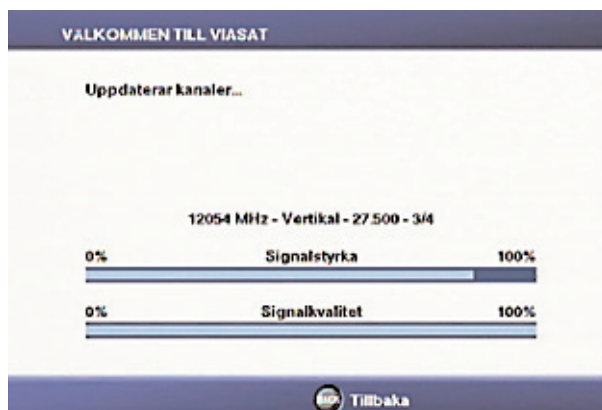 VÄLKOMMEN TILL VIASAT
Uppdaterar kanaler...
12054 MHz - Vertikal - 27.500 - 3/4
0% Signalstyrka 100%
0% Signalkvalitet 100%
BACK Tillbaka